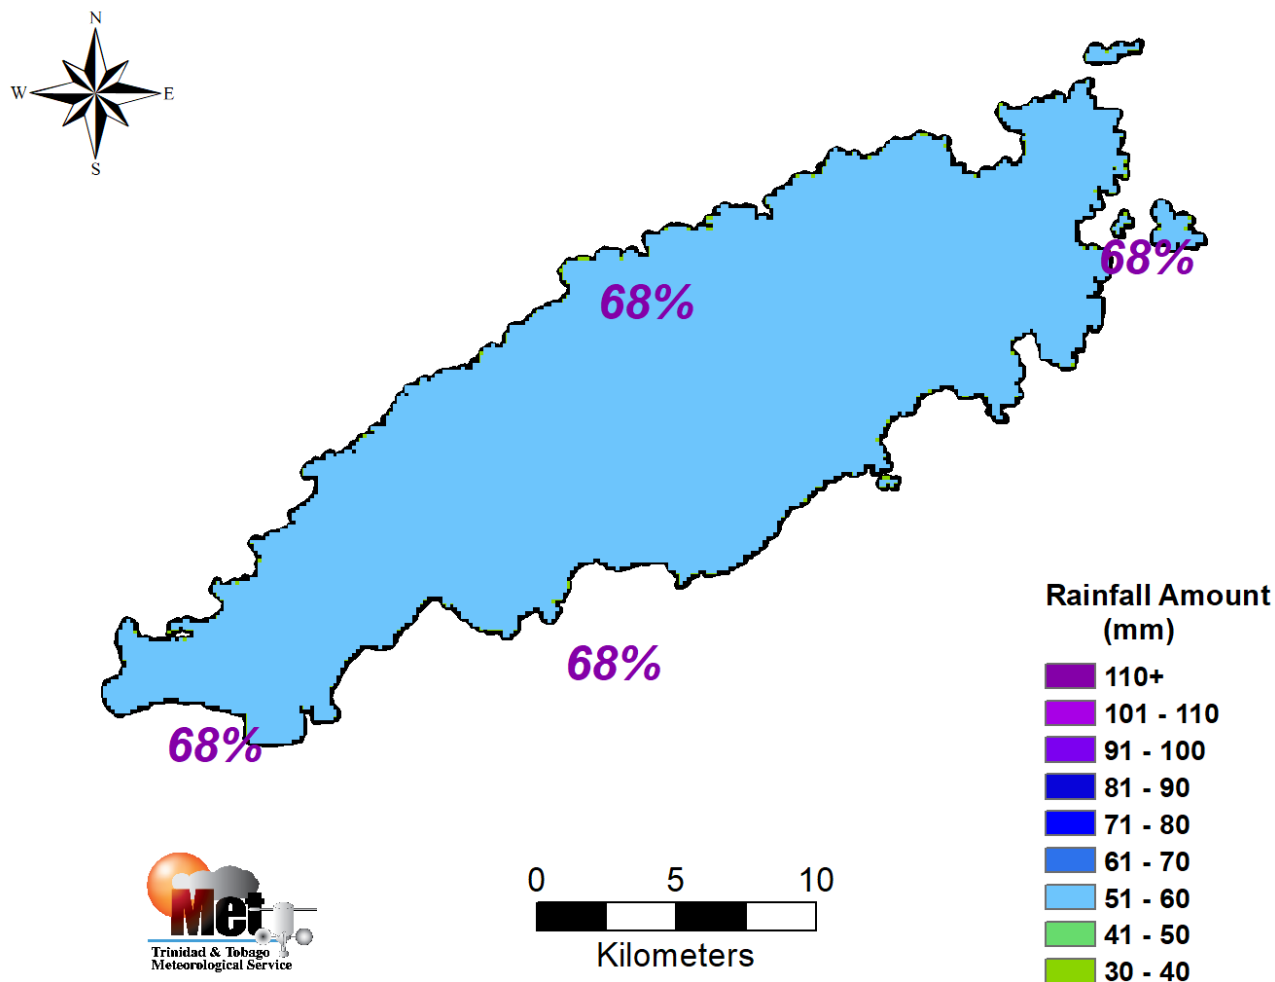 N
W
E
S
68%
68%
68%
68%
Rainfall Amount
(mm)
110+
101 - 110
91 - 100
81 - 90
71 - 80
61 - 70
51 - 60
41 - 50
30 - 40
0 5 10
Kilometers
Met
Trinidad & Tobago
Meteorological Service